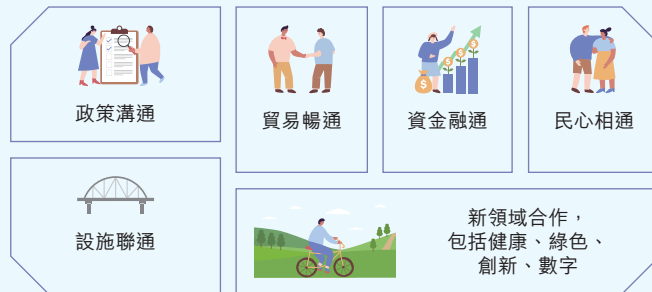 政策溝通
貿易暢通
資金融通
民心相通
設施聯通
新領域合作，
包括健康、綠色、
創新、數字